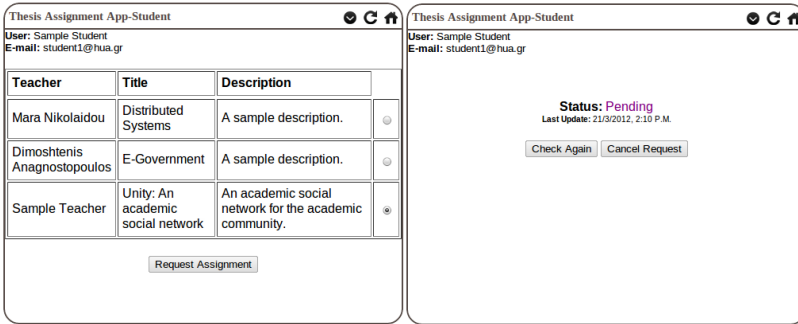 Thesis Assignment App-Student
User: Sample Student
E-mail: student1@hua.gr
Teacher Title Description
Mara Nikolaidou Distributed Systems A sample description.
Dimoshtenis Anagnostopoulos E-Government A sample description.
Sample Teacher Unity: An academic social network An academic social network for the academic community.
Request Assignment
Thesis Assignment App-Student
User: Sample Student
E-mail: student1@hua.gr
Status: Pending
Last Update: 21/3/2012, 2:10 P.M.
Check Again Cancel Request